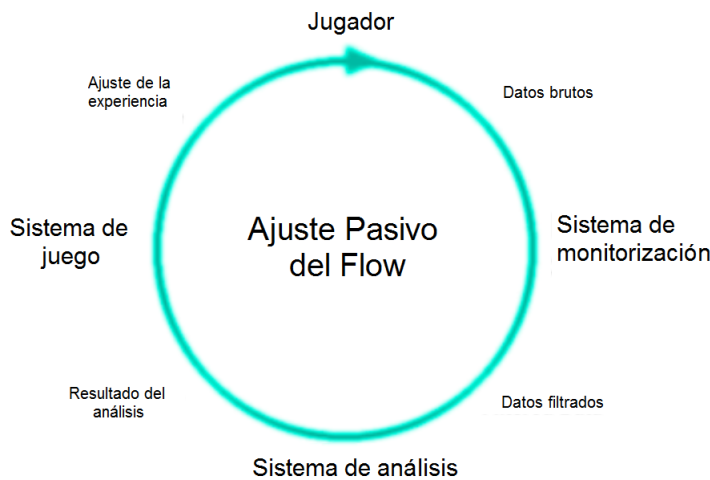 Jugador
Ajuste de la
experiencia
Datos brutos
Sistema de
juego
Ajuste Pasivo
del Flow
Sistema de
monitorización
Resultado del
análisis
Datos filtrados
Sistema de análisis